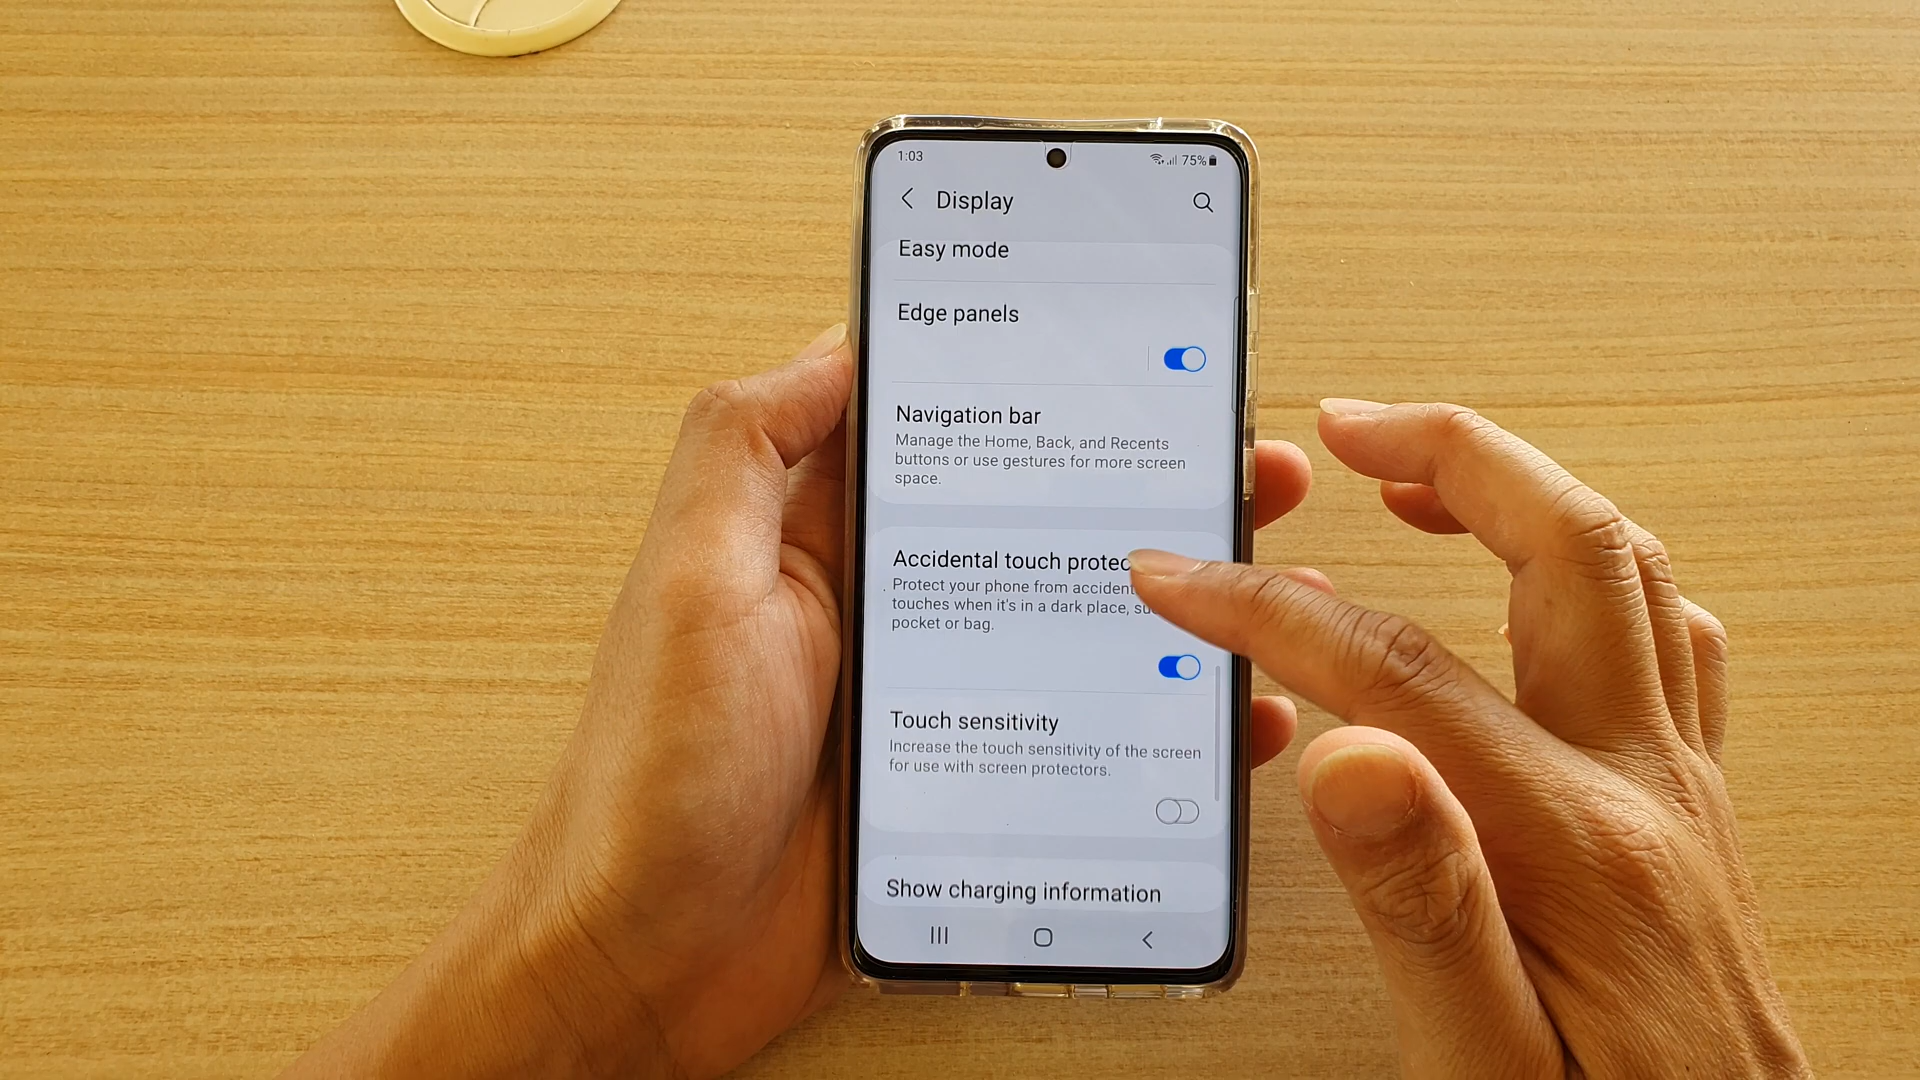 1:03
75%
Display
Easy mode
Edge panels
Navigation bar
Manage the Home, Back, and Recents
buttons or use gestures for more screen
space.
Accidental touch protec
Protect your phone from accident
touches when it's in a dark place, su
pocket or bag.
Touch sensitivity
Increase the touch sensitivity of the screen
for use with screen protectors.
Show charging information